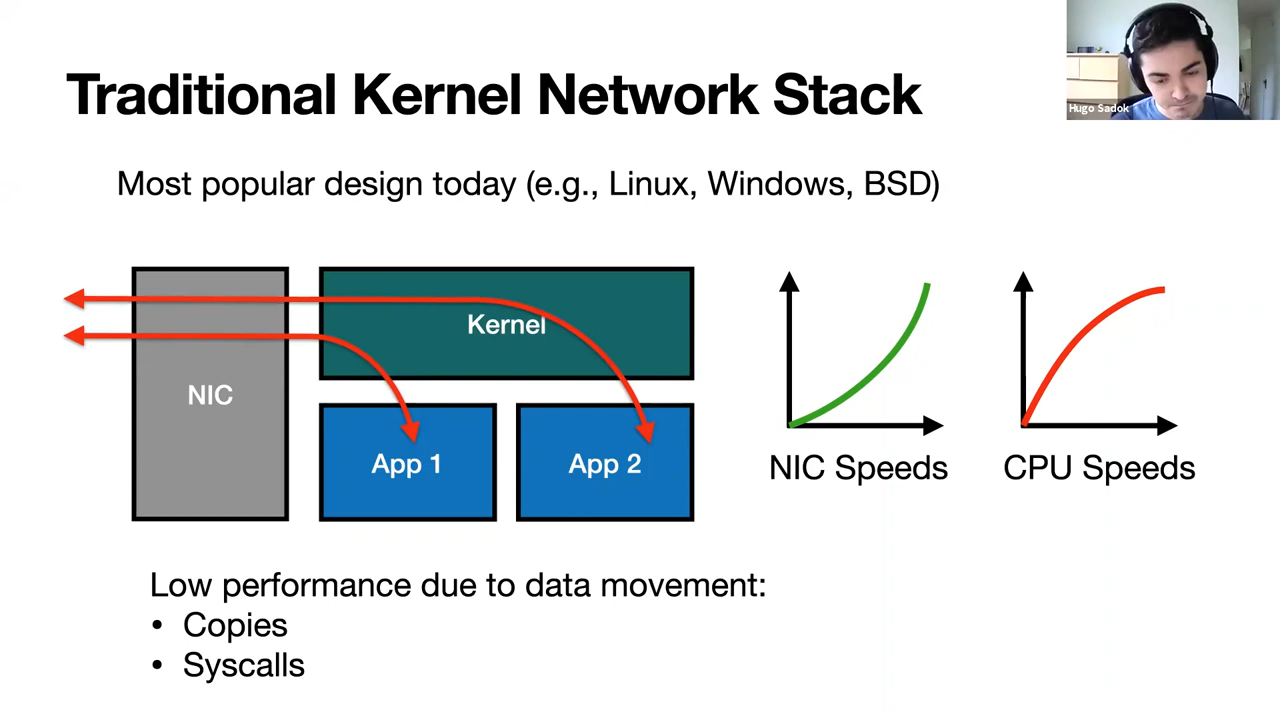 Traditional Kernel Network Stack
Hugo Sadok
Most popular design today (e.g., Linux, Windows, BSD)
Kernel
NIC
App 1
App 2
NIC Speeds
CPU Speeds
Low performance due to data movement:
• Copies
• Syscalls